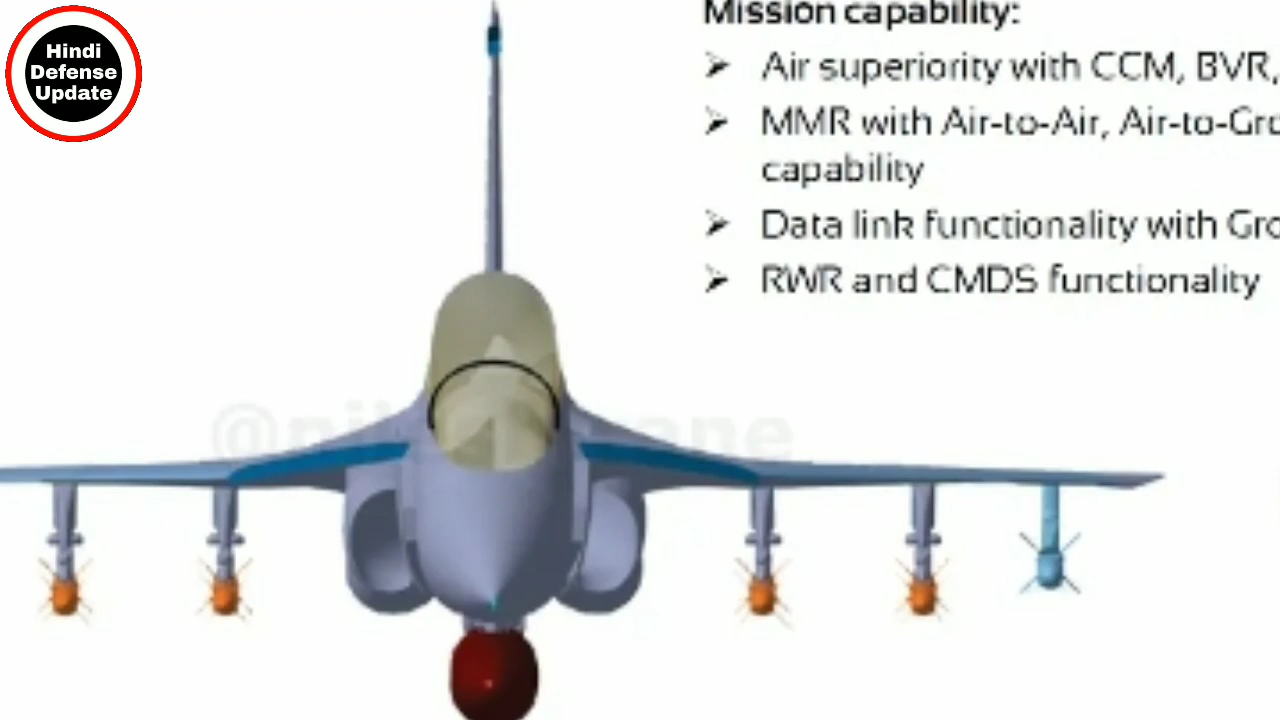 Hindi
Defense
Update
Mission capability:
➢ Air superiority with CCM, BVR,
➢ MMR with Air-to-Air, Air-to-Gro
capability
➢ Data link functionality with Gro
➢ RWR and CMDS functionality